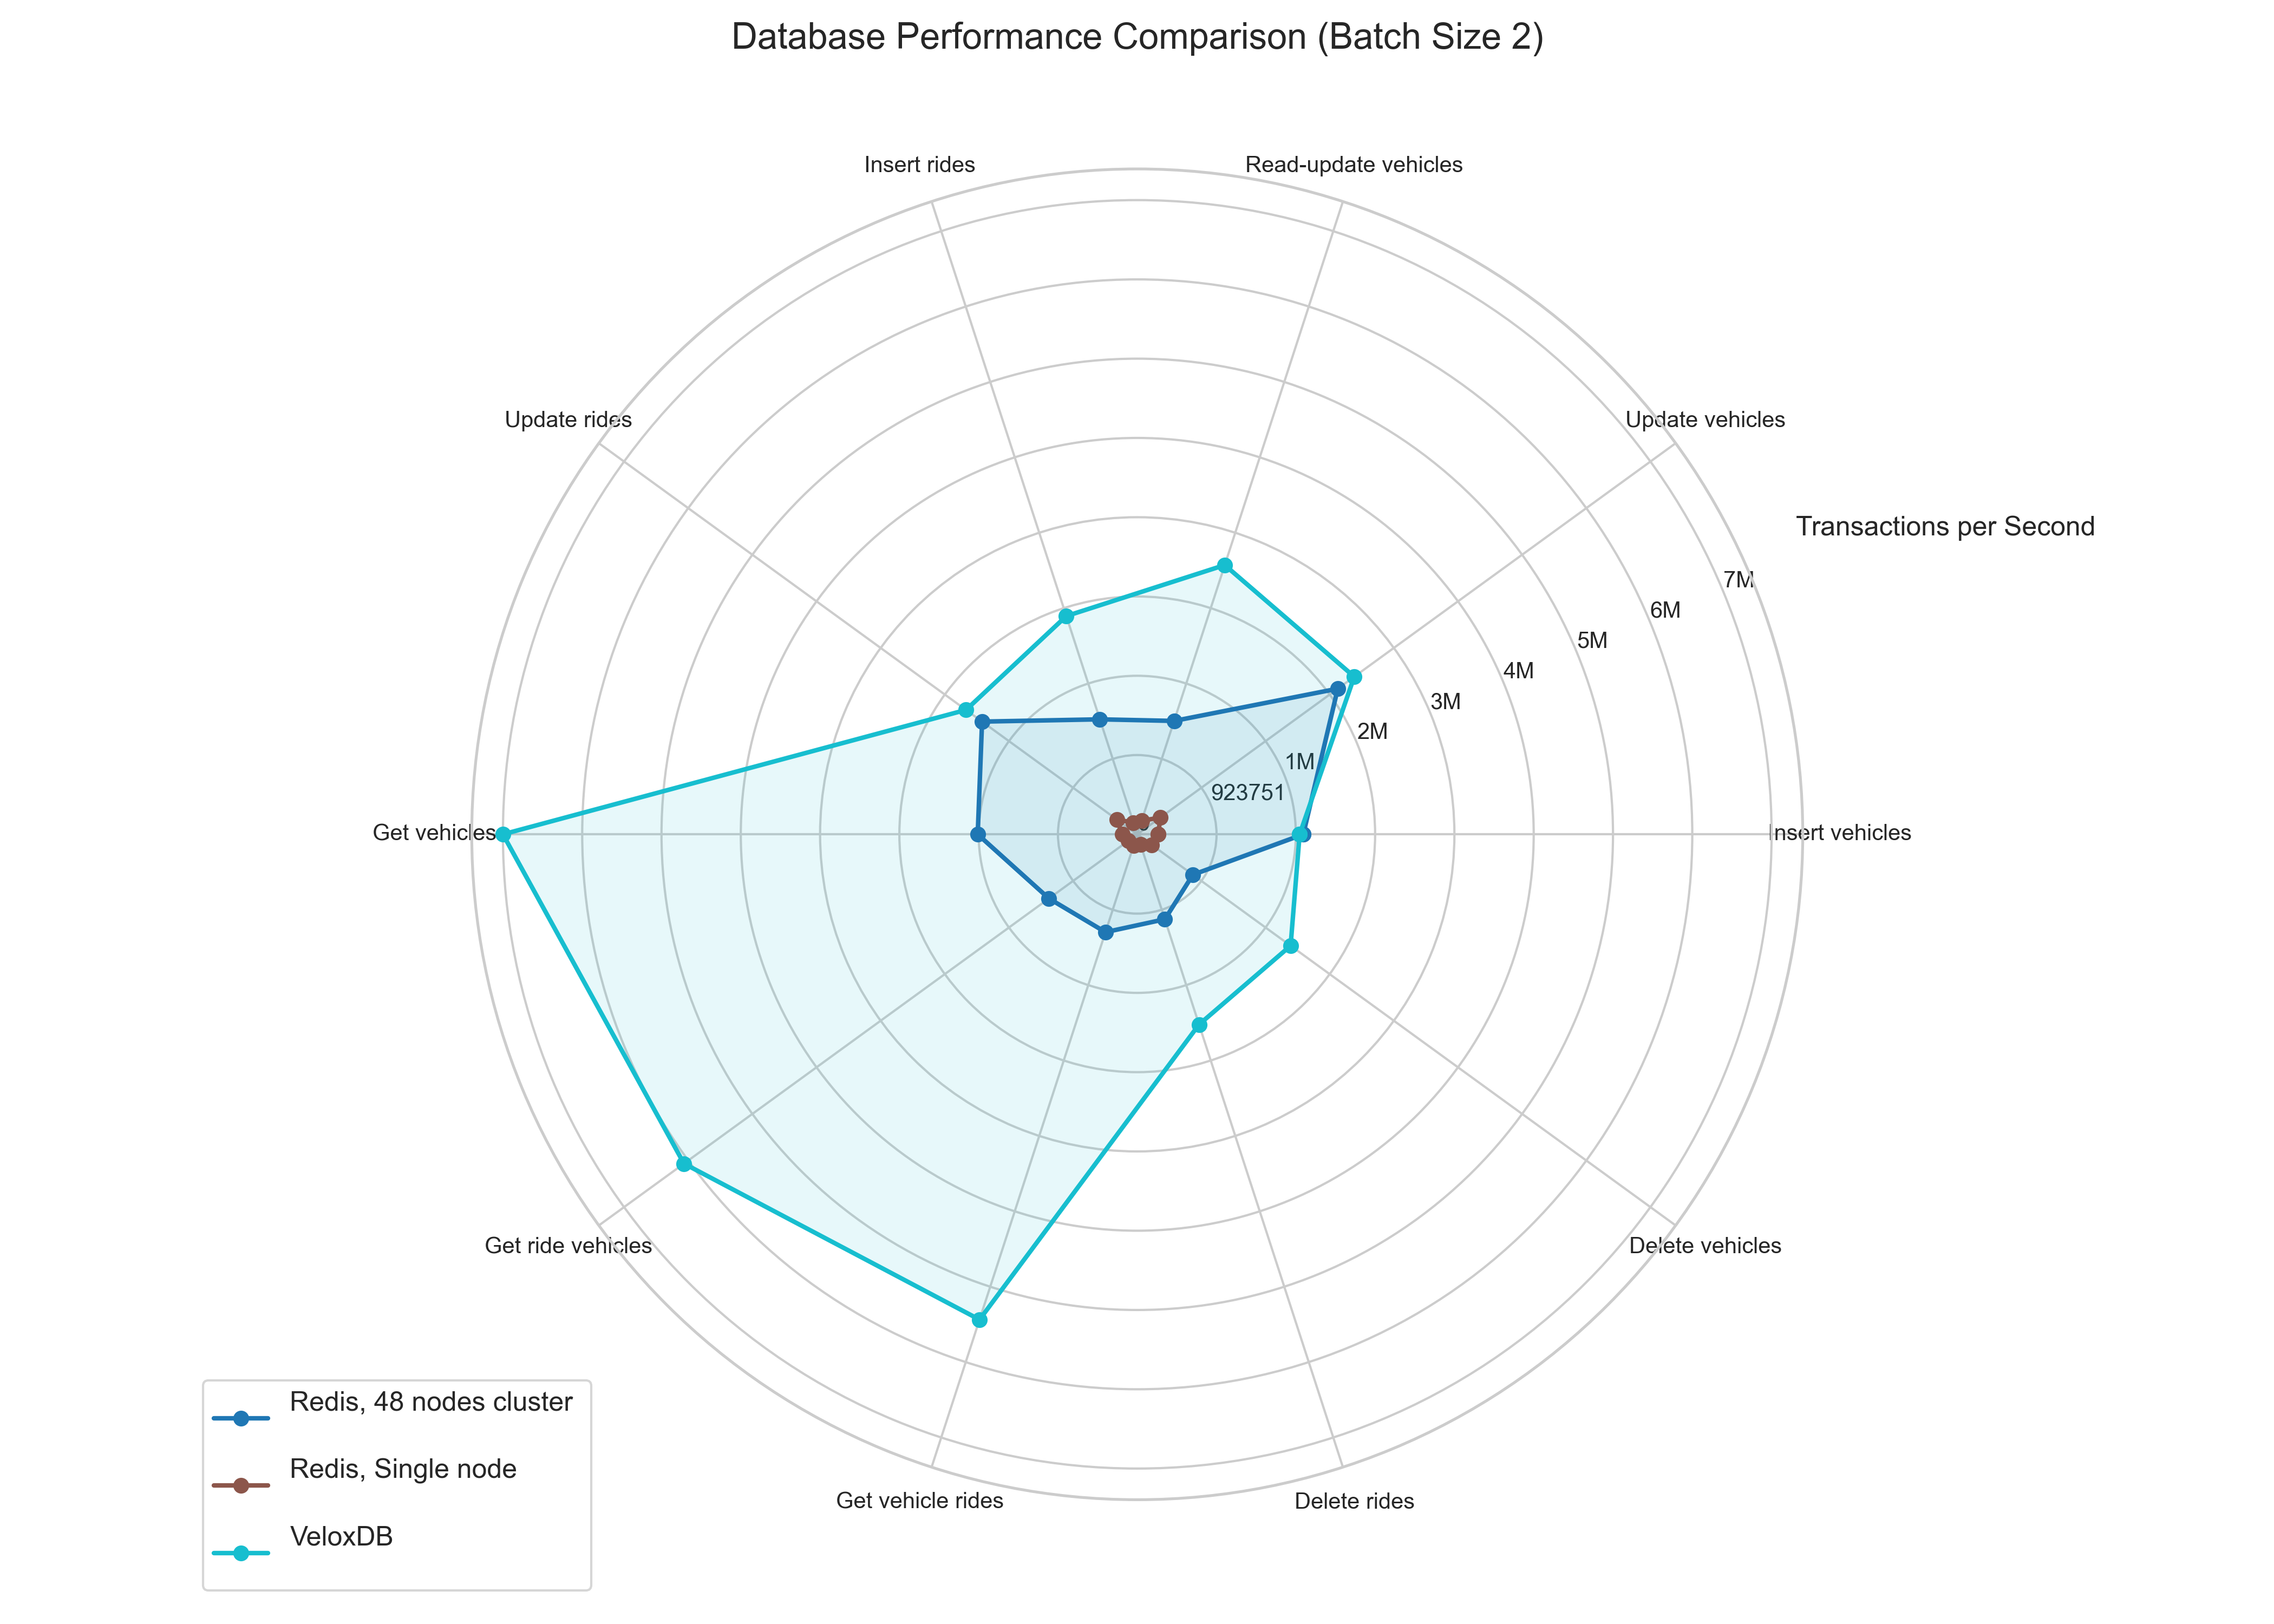 Database Performance Comparison (Batch Size 2)
Insert rides
Read-update vehicles
Update rides
Update vehicles
Transactions per Second
7M
6M
5M
4M
3M
2M
1M
923751
Get vehicles
Insert vehicles
Get ride vehicles
Delete vehicles
Get vehicle rides
Delete rides
Redis, 48 nodes cluster
Redis, Single node
VeloxDB